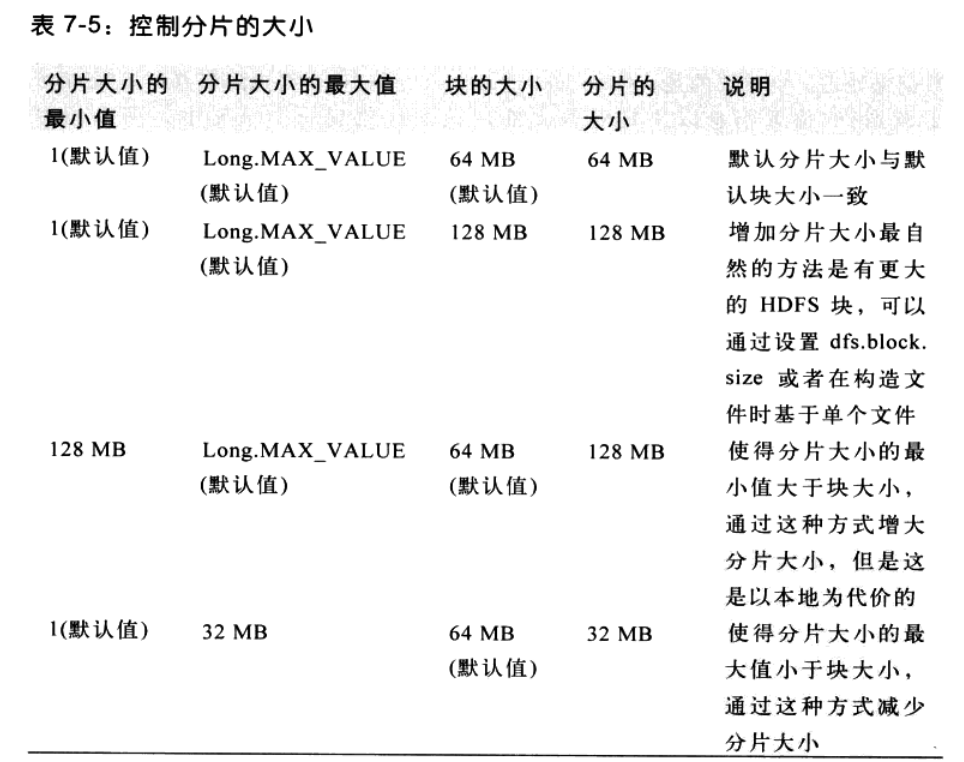 表 7-5：控制分片的大小
分片大小的 分片大小的最大值 块的大小 分片的 说明
最小值 大小
1(默认值) Long.MAX_VALUE 64 MB 64 MB 默认分片大小与默
(默认值) (默认值) 认块大小一致
1(默认值) Long.MAX_VALUE 128 MB 128 MB 增加分片大小最自
(默认值) 然的方法是有更大
的 HDFS 块，可以
通过设置 dfs.block.
size 或者在构造文
件时基于单个文件
128 MB Long.MAX_VALUE 64 MB 128 MB 使得分片大小的最
(默认值) (默认值) 小值大于块大小，
通过这种方式增大
分片大小，但是这
是以本地为代价的
1(默认值) 32 MB 64 MB 32 MB 使得分片大小的最
(默认值) 大值小于块大小，
通过这种方式减少
分片大小